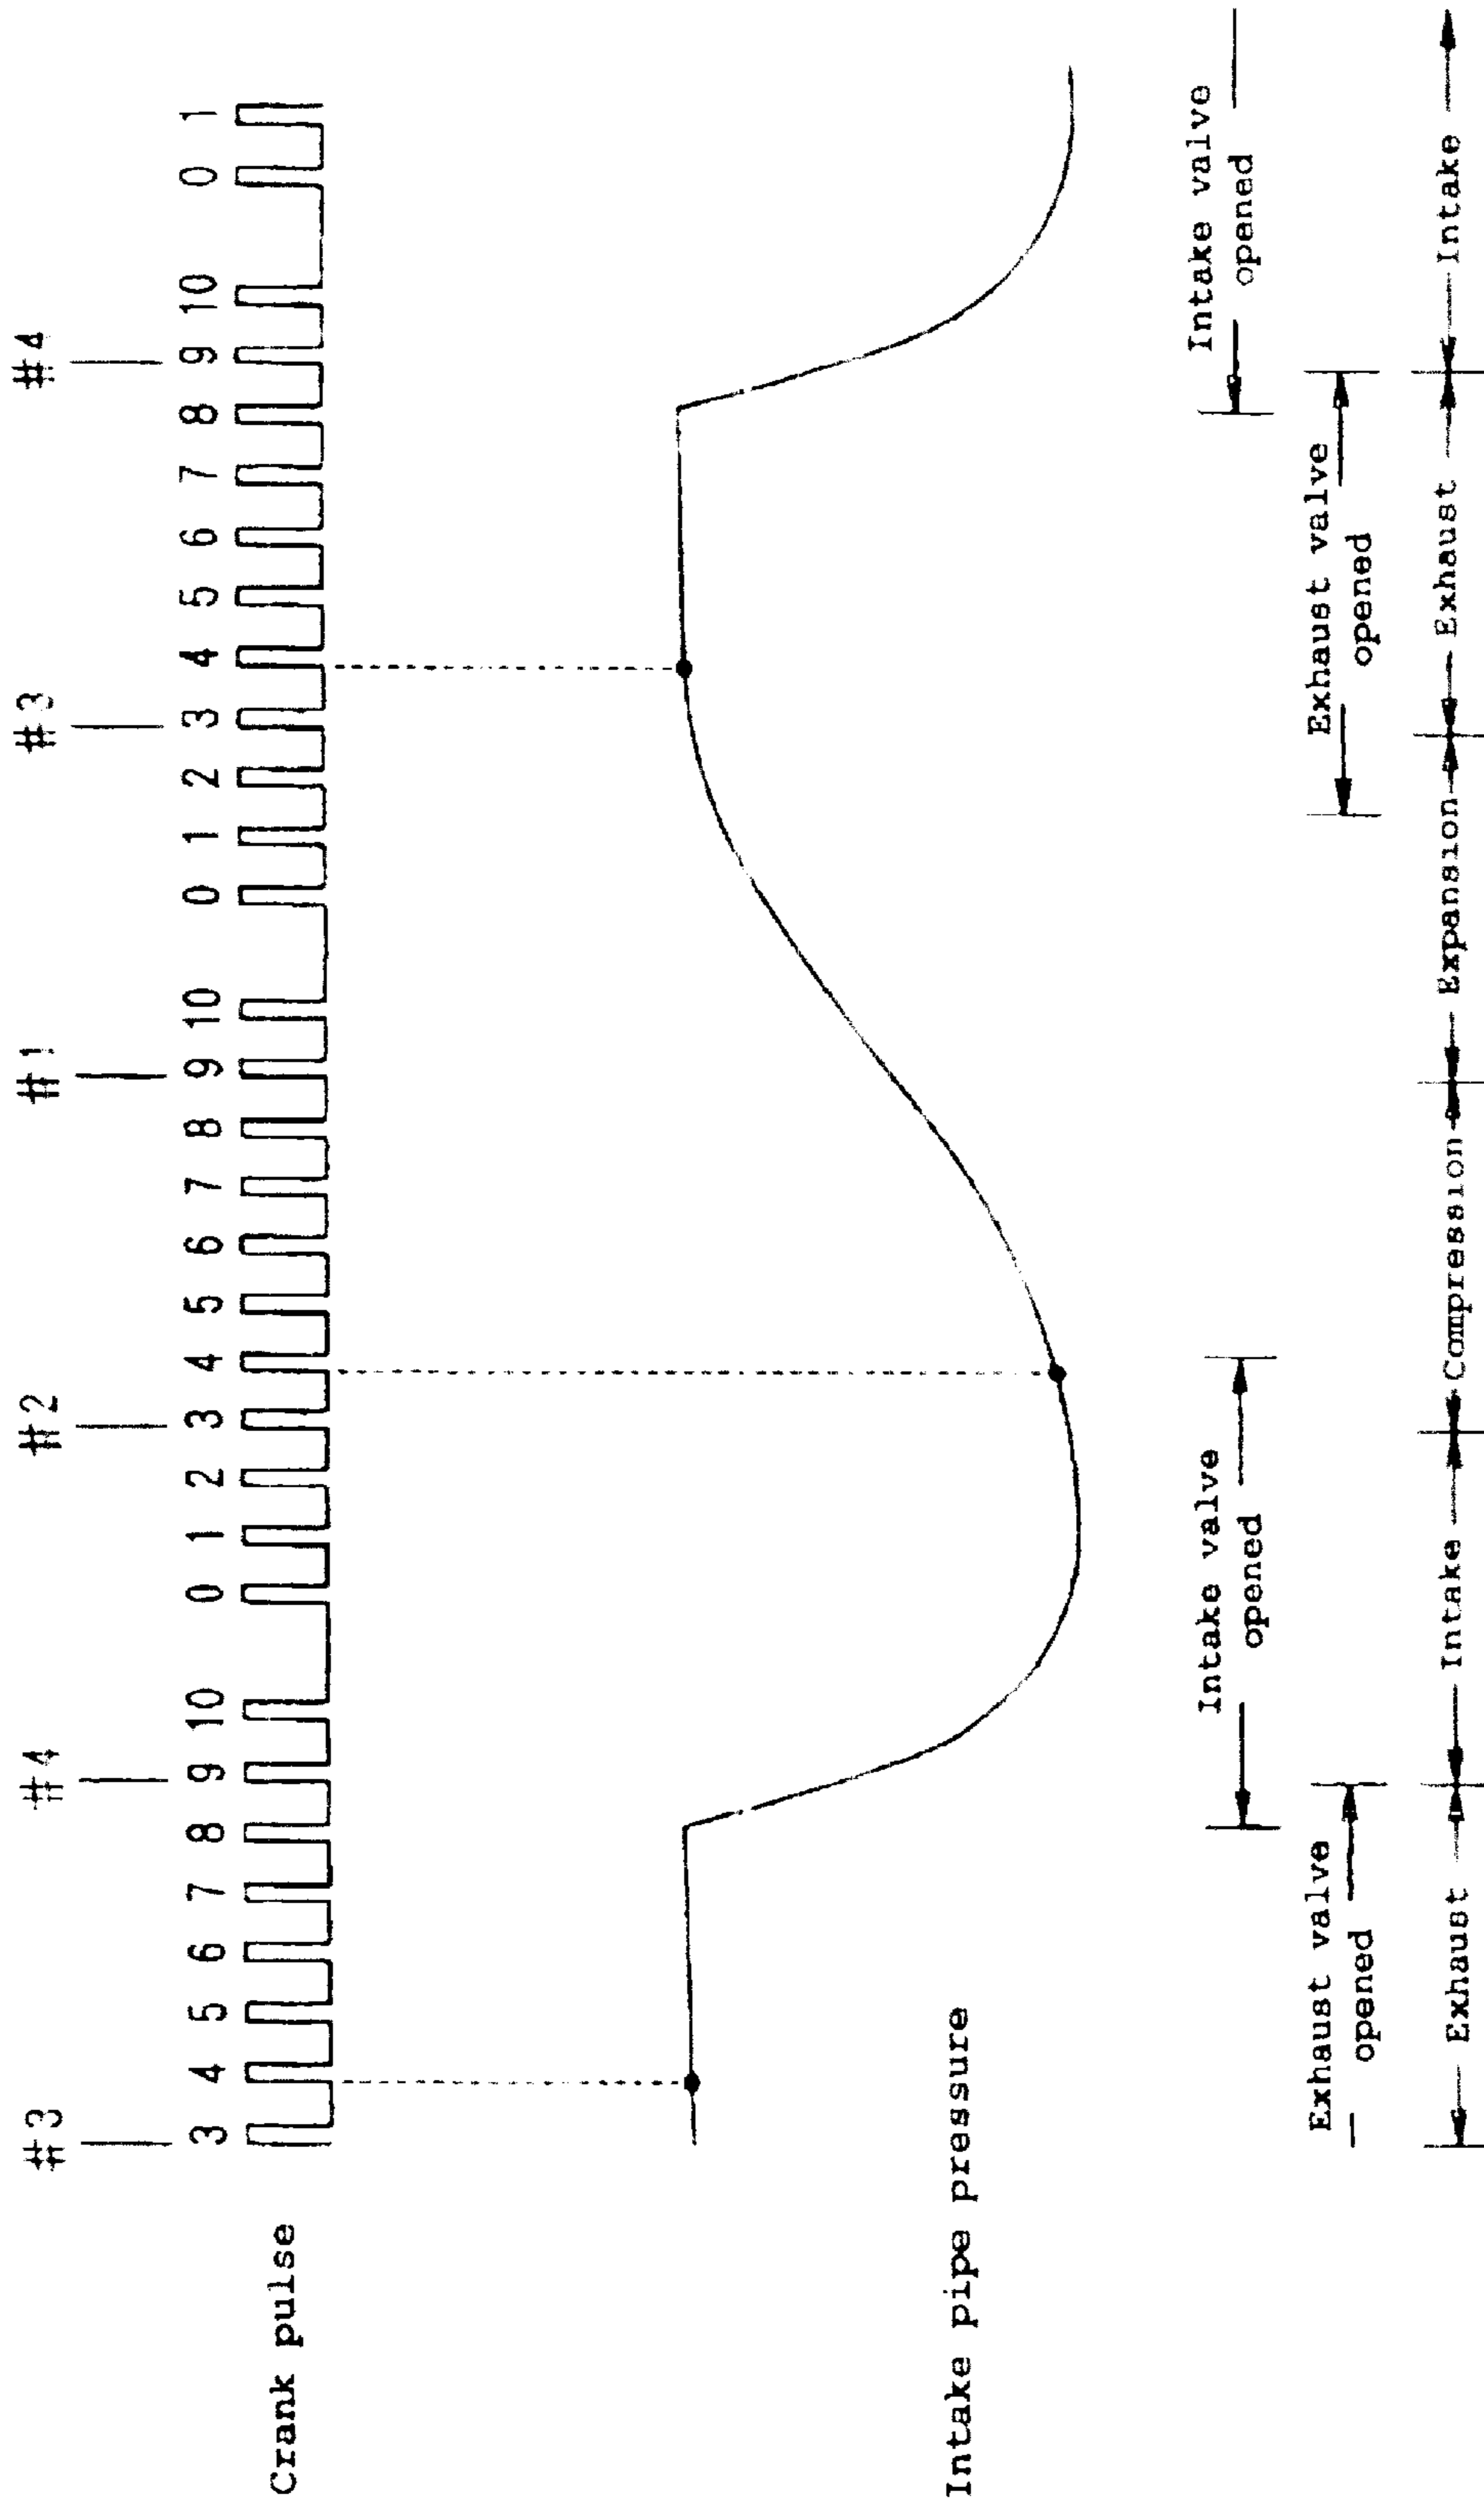 #3 #4 #2 #1 #3 #4
3 4 5 6 7 8 9 10 0 1 2 3 4 5 6 7 8 9 10 0 1 2 3 4 5 6 7 8 9 10 0 1
Crank pulse
Intake pipe pressure
Intake valve
opened
Intake valve
opened
Exhaust valve
opened
Exhaust valve
opened
Exhaust Intake Compression Expansion Exhaust Intake